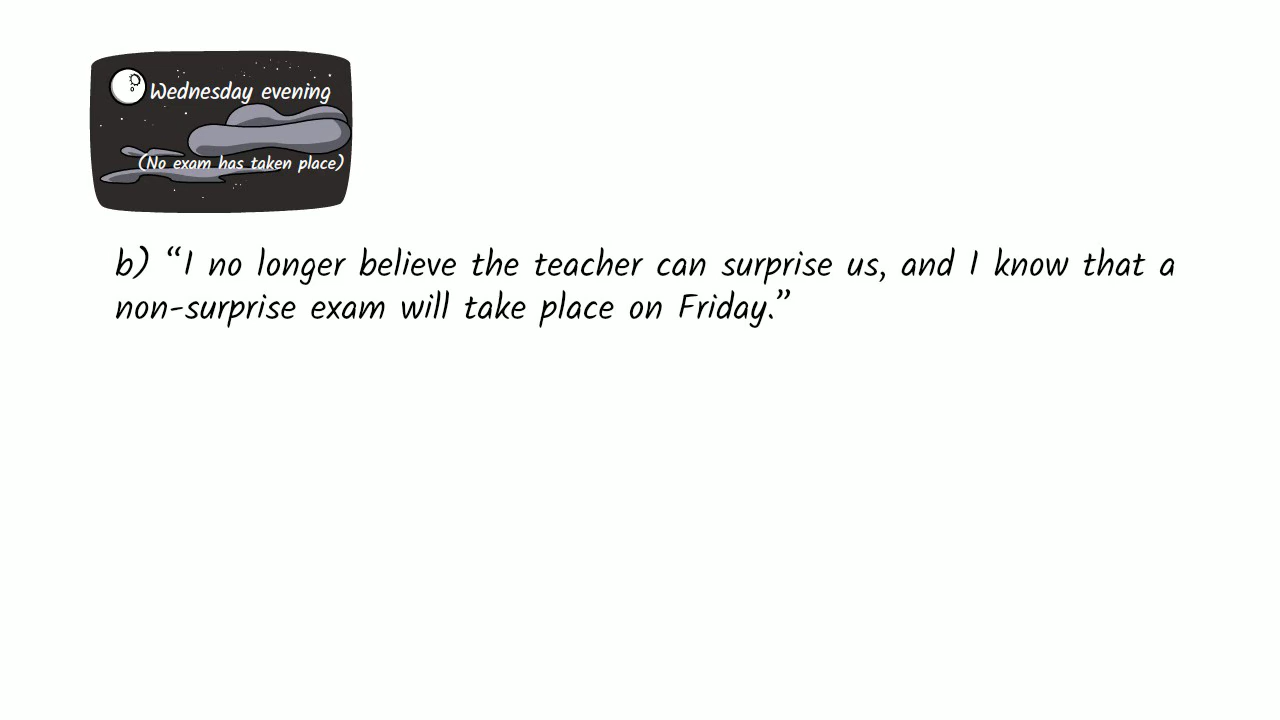 Wednesday evening
(No exam has taken place)
b) “I no longer believe the teacher can surprise us, and I know that a
non-surprise exam will take place on Friday.”